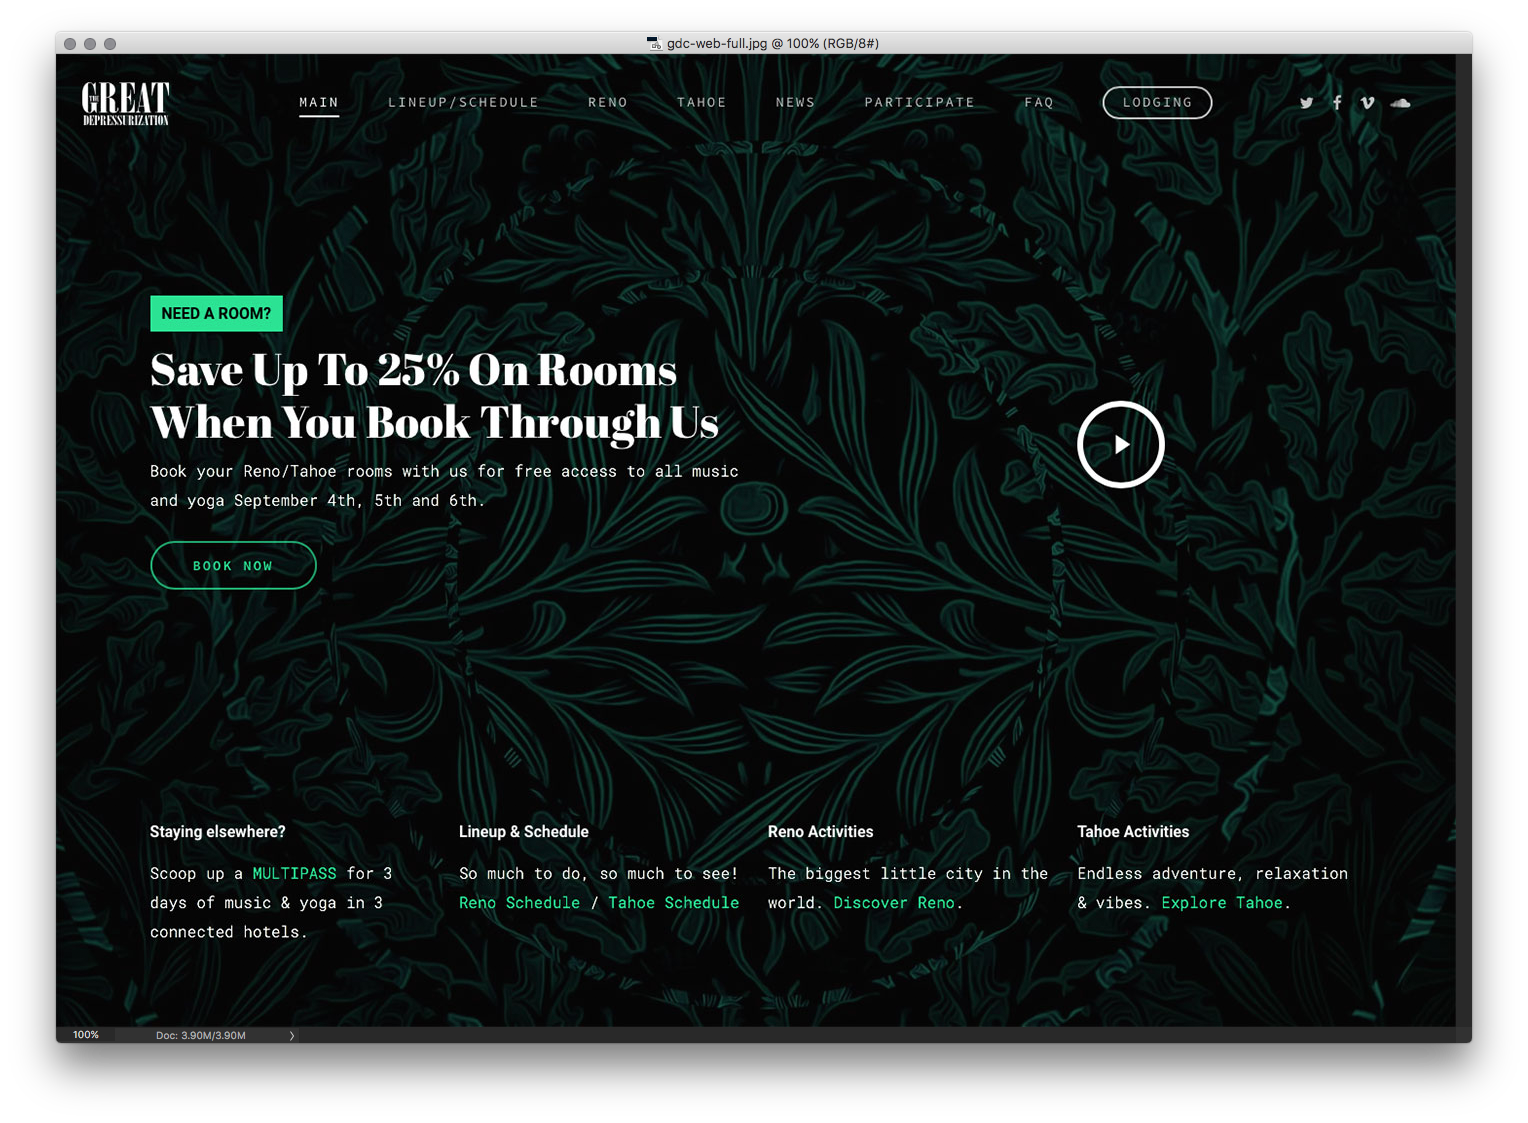 gdc-web-full.jpg @ 100% (RGB/8#)
THE GREAT
DEPRESSURIZATION
MAIN LINEUP/SCHEDULE RENO TAHOE NEWS PARTICIPATE FAQ LODGING
NEED A ROOM?
Save Up To 25% On Rooms
When You Book Through Us
Book your Reno/Tahoe rooms with us for free access to all music
and yoga September 4th, 5th and 6th.
BOOK NOW
Staying elsewhere?
Scoop up a MULTIPASS for 3
days of music & yoga in 3
connected hotels.
Lineup & Schedule
So much to do, so much to see!
Reno Schedule / Tahoe Schedule
Reno Activities
The biggest little city in the
world. Discover Reno.
Tahoe Activities
Endless adventure, relaxation
& vibes. Explore Tahoe.
100% Doc: 3.90M/3.90M